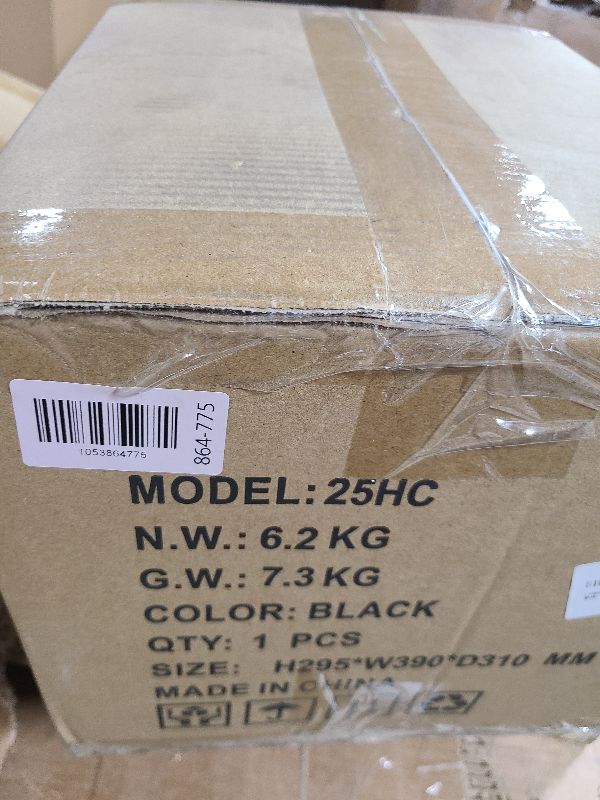 1053864775
864-775
MODEL: 25HC
N.W.: 6.2 KG
G.W.: 7.3 KG
COLOR: BLACK
QTY: 1 PCS
SIZE: H295*W390*D310 MM
MADE IN CHINA